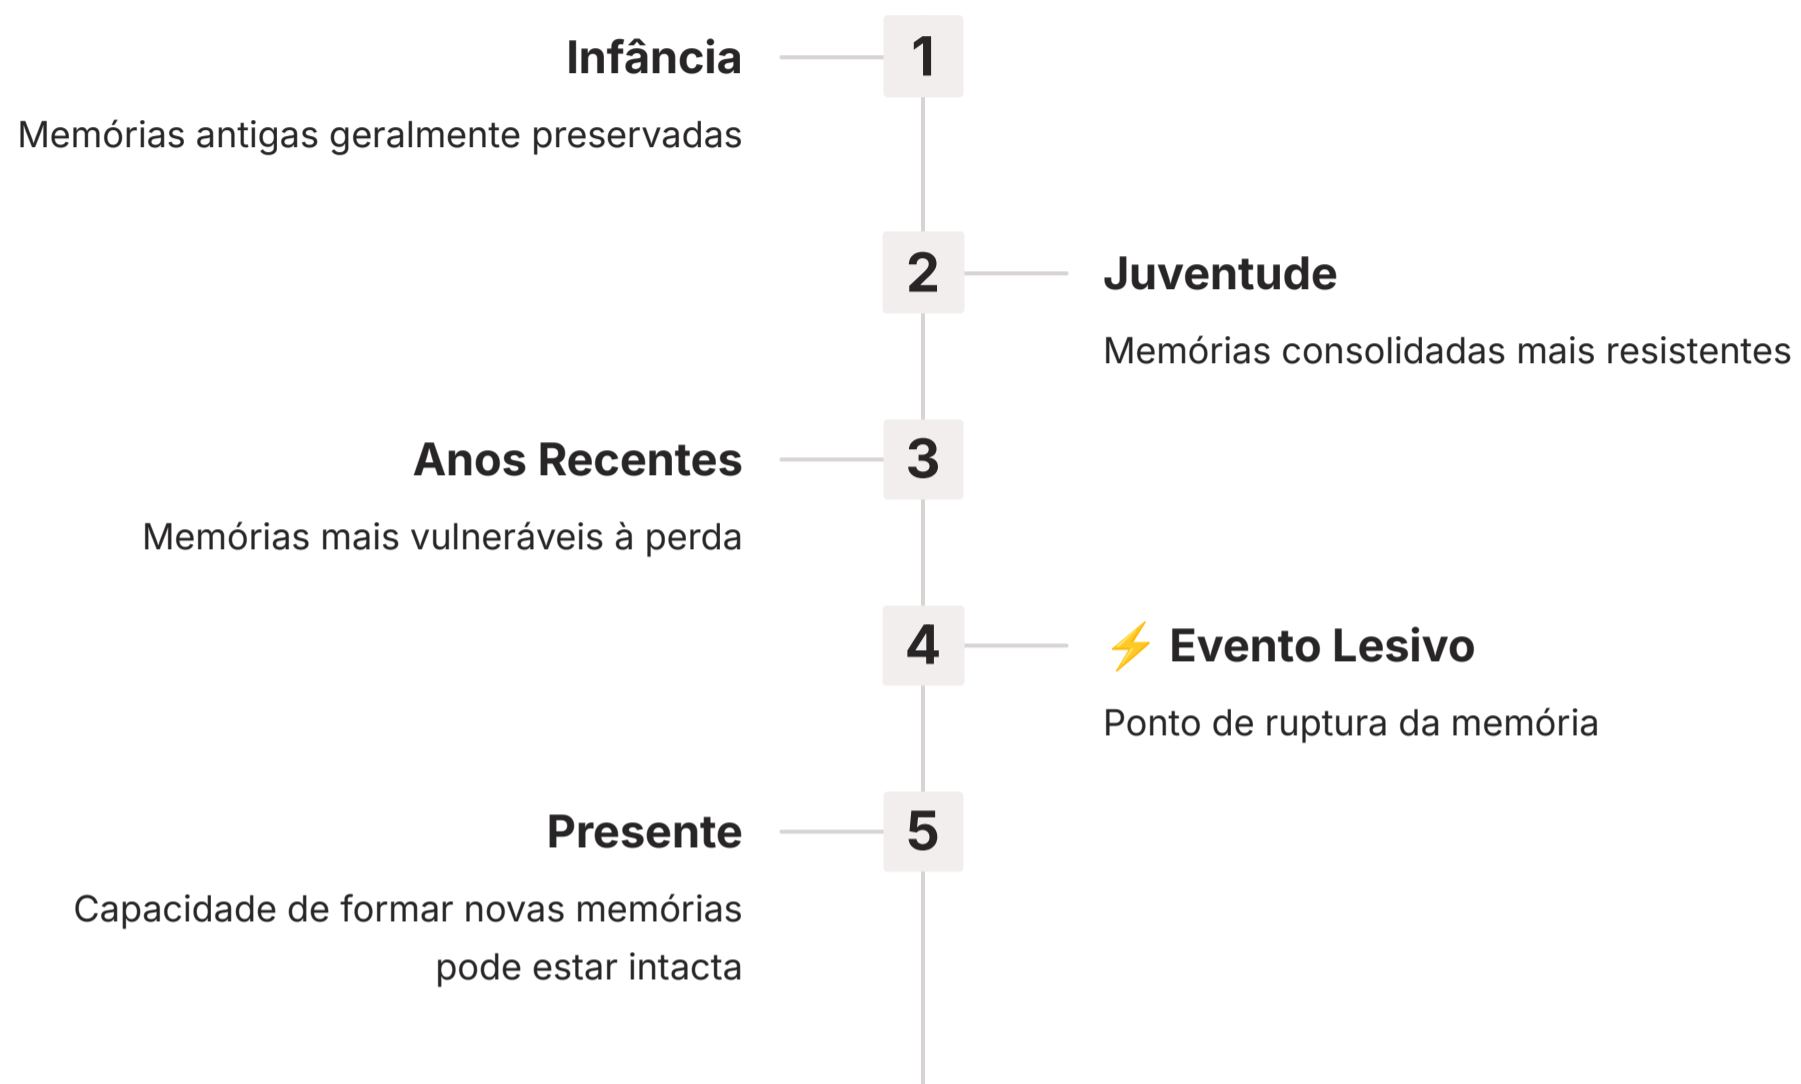 Infância
1
Memórias antigas geralmente preservadas
2
Juventude
Memórias consolidadas mais resistentes
Anos Recentes
3
Memórias mais vulneráveis à perda
4
⚡ Evento Lesivo
Ponto de ruptura da memória
Presente
5
Capacidade de formar novas memórias
pode estar intacta